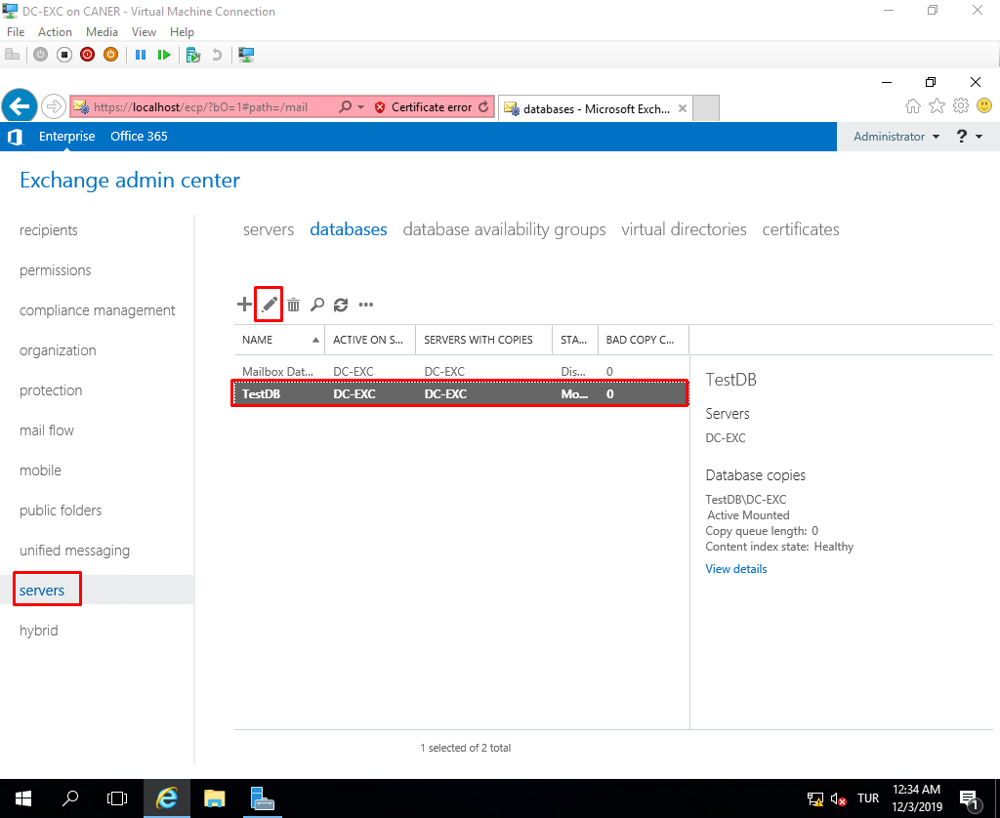 DC-EXC on CANER - Virtual Machine Connection
File Action Media View Help
https://localhost/ecp/?bO=1#path=/mail
Certificate error
databases - Microsoft Exch...
Enterprise Office 365
Administrator ?
Exchange admin center
recipients
permissions
compliance management
organization
protection
mail flow
mobile
public folders
unified messaging
servers
hybrid
servers databases database availability groups virtual directories certificates
NAME ACTIVE ON S... SERVERS WITH COPIES STA... BAD COPY C...
Mailbox Dat... DC-EXC DC-EXC Dis... 0
TestDB DC-EXC DC-EXC Mo... 0
TestDB
Servers
DC-EXC
Database copies
TestDB\DC-EXC
Active Mounted
Copy queue length: 0
Content index state: Healthy
View details
1 selected of 2 total
TUR
12:34 AM
12/3/2019
1